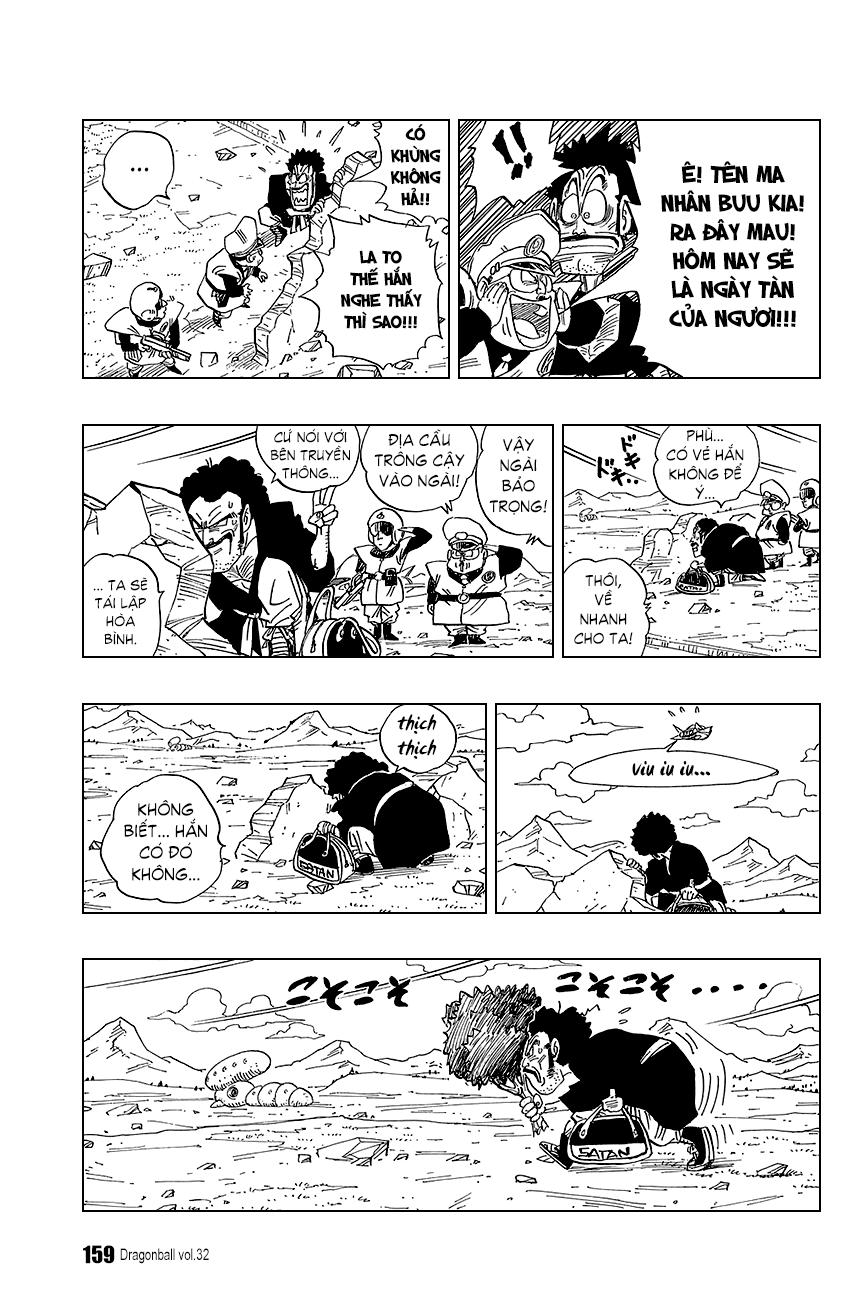 !!
Ê! TÊN MA
NHÂN BUU KIA!
RA ĐÂY MAU!
HÔM NAY SẼ
LÀ NGÀY TÀN
CỦA NGƯƠI!!!
CÓ
KHÙNG
KHÔNG
HẢ!!
LA TO
THẾ HẮN
NGHE THẤY
THÌ SAO!!!
...
PHÙ...
CÓ VẺ HẮN
KHÔNG ĐỂ
Ý...
ドキ
ドキ..
THÔI,
VỀ
NHANH
CHO TA!
SATAN
VẬY
NGÀI
BẢO
TRỌNG!
ĐỊA CẦU
TRÔNG CẬY
VÀO NGÀI!
CỨ NÓI VỚI
BÊN TRUYỀN
THÔNG...
... TA SẼ
TÁI LẬP
HÒA
BÌNH.
Viu iu iu...
thịch
thịch
KHÔNG
BIẾT... HẮN
CÓ ĐÓ
KHÔNG...
SATAN
こそこそ....
こそこそ
SATAN
159 Dragonball vol.32